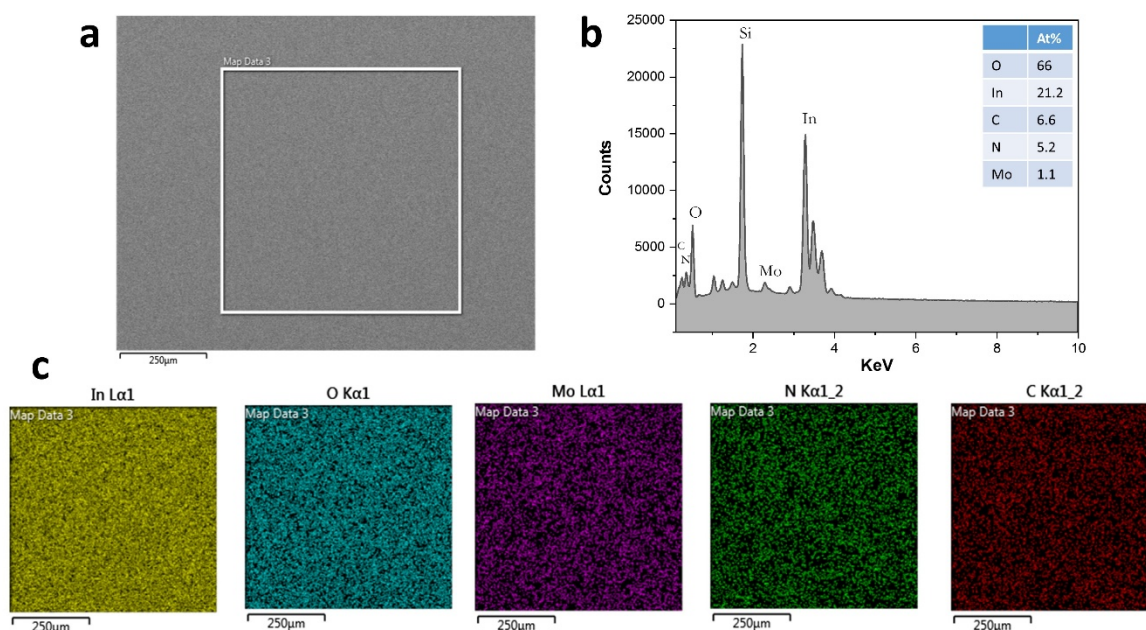 a
Map Data 3
250µm
b
25000
20000
15000
10000
5000
0
Counts
Si
In
O
C
N
Mo
2
4
6
8
10
KeV
At%
O 66
In 21.2
C 6.6
N 5.2
Mo 1.1
c
In Lα1
Map Data 3
250µm
O Kα1
Map Data 3
250µm
Mo Lα1
Map Data 3
250µm
N Kα1_2
Map Data 3
250µm
C Kα1_2
Map Data 3
250µm